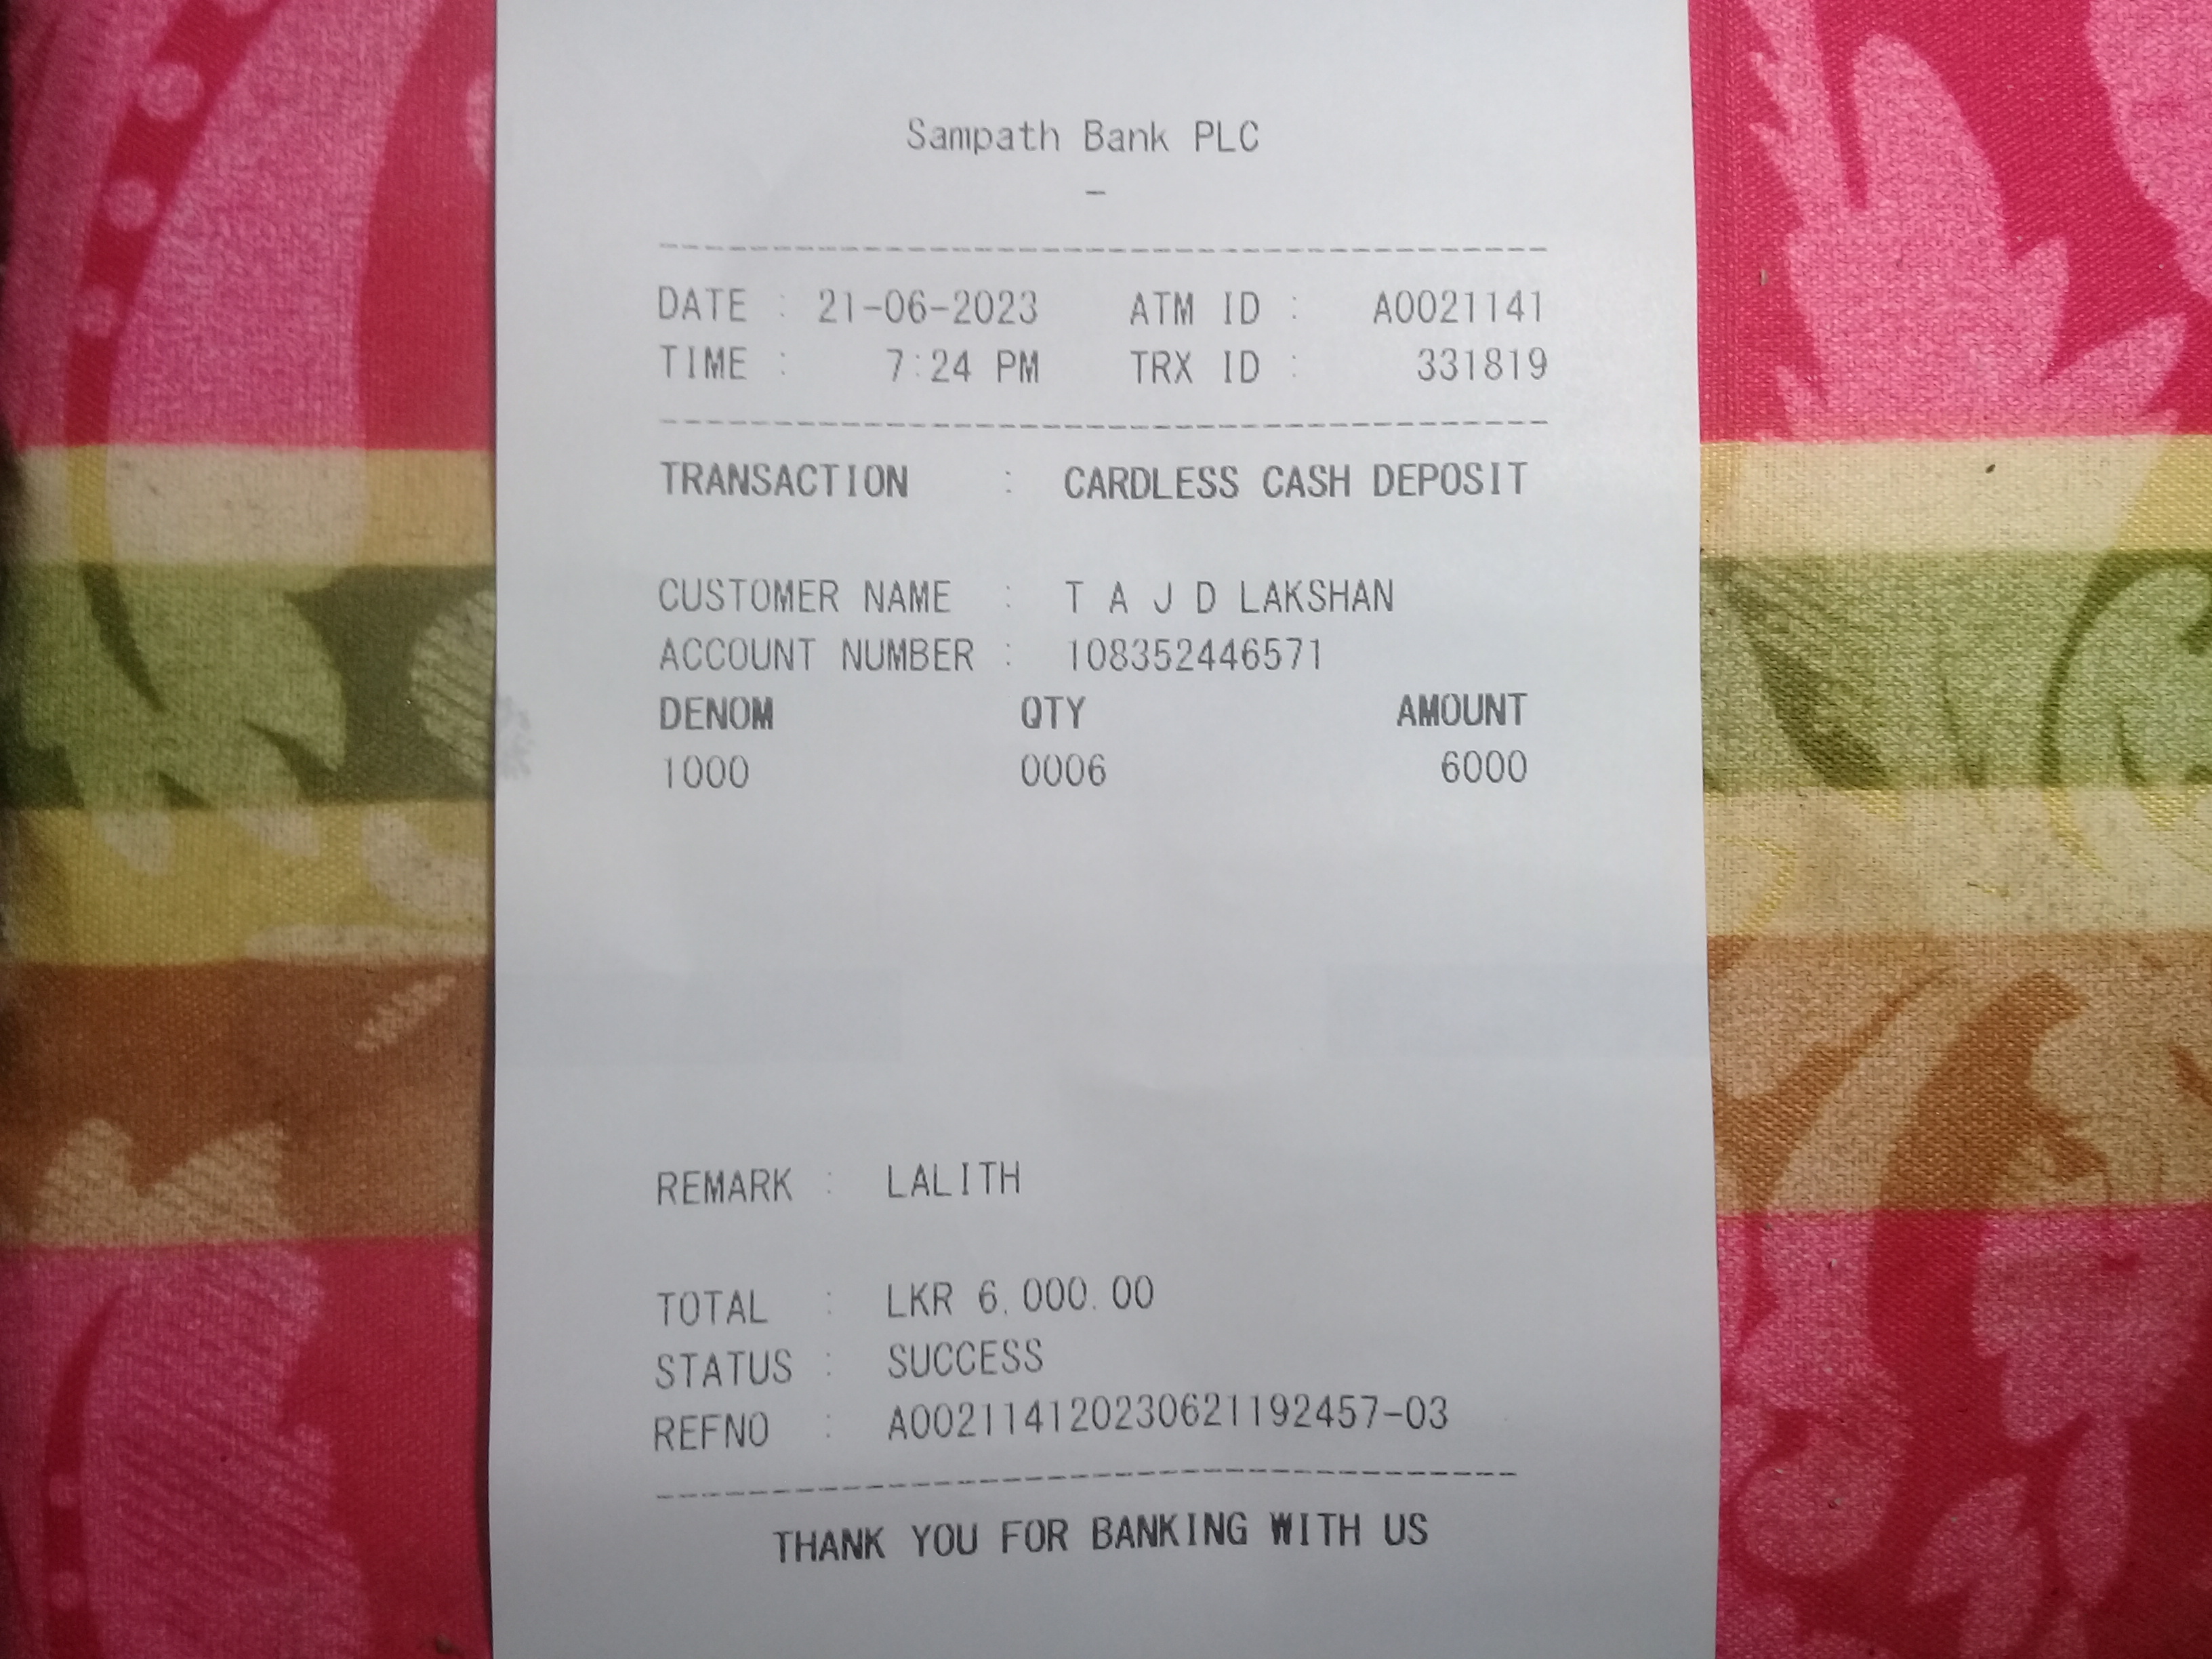 Sampath Bank PLC
-
--------------------------------
DATE : 21-06-2023 ATM ID : A0021141
TIME : 7:24 PM TRX ID : 331819
--------------------------------
TRANSACTION : CARDLESS CASH DEPOSIT
CUSTOMER NAME : T A J D LAKSHAN
ACCOUNT NUMBER : 108352446571
DENOM QTY AMOUNT
1000 0006 6000
REMARK : LALITH
TOTAL : LKR 6.000.00
STATUS : SUCCESS
REFNO : A002114120230621192457-03
--------------------------------
THANK YOU FOR BANKING WITH US